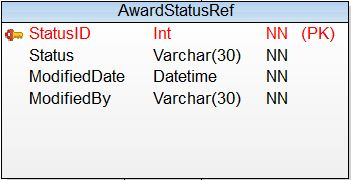 AwardStatusRef
StatusID Int NN (PK)
Status Varchar(30) NN
ModifiedDate Datetime NN
ModifiedBy Varchar(30) NN